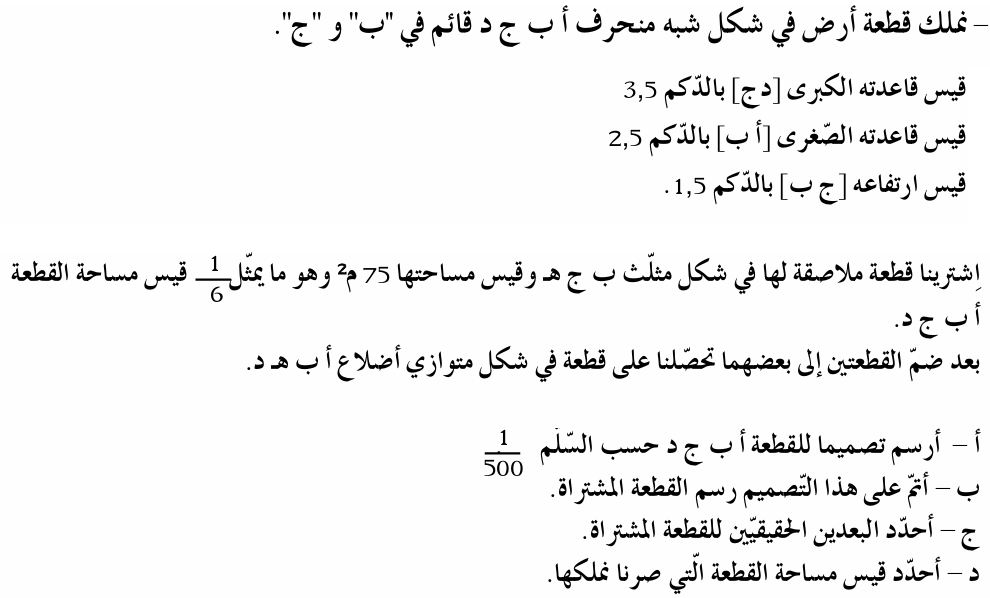 – نملك قطعة أرض في شكل شبه منحرف أ ب ج د قائم في "ب" و "ج".
قيس قاعدته الكبرى [د ج] بالدّكم 3,5
قيس قاعدته الصّغرى [أ ب] بالدّكم 2,5
قيس ارتفاعه [ج ب] بالدّكم 1,5.
اِشترينا قطعة ملاصقة لها في شكل مثلّث ب ج هـ وقيس مساحتها 75 م² وهو ما يمثّل 1/6 قيس مساحة القطعة
أ ب ج د.
بعد ضمّ القطعتين إلى بعضهما تحصّلنا على قطعة في شكل متوازي أضلاع أ ب هـ د.
أ – أرسم تصميما للقطعة أ ب ج د حسب السّلّم 1/500
ب – أتمّ على هذا التّصميم رسم القطعة المشتراة.
ج – أحدّد البعدين الحقيقيّين للقطعة المشتراة.
د – أحدّد قيس مساحة القطعة الّتي صرنا نملكها.